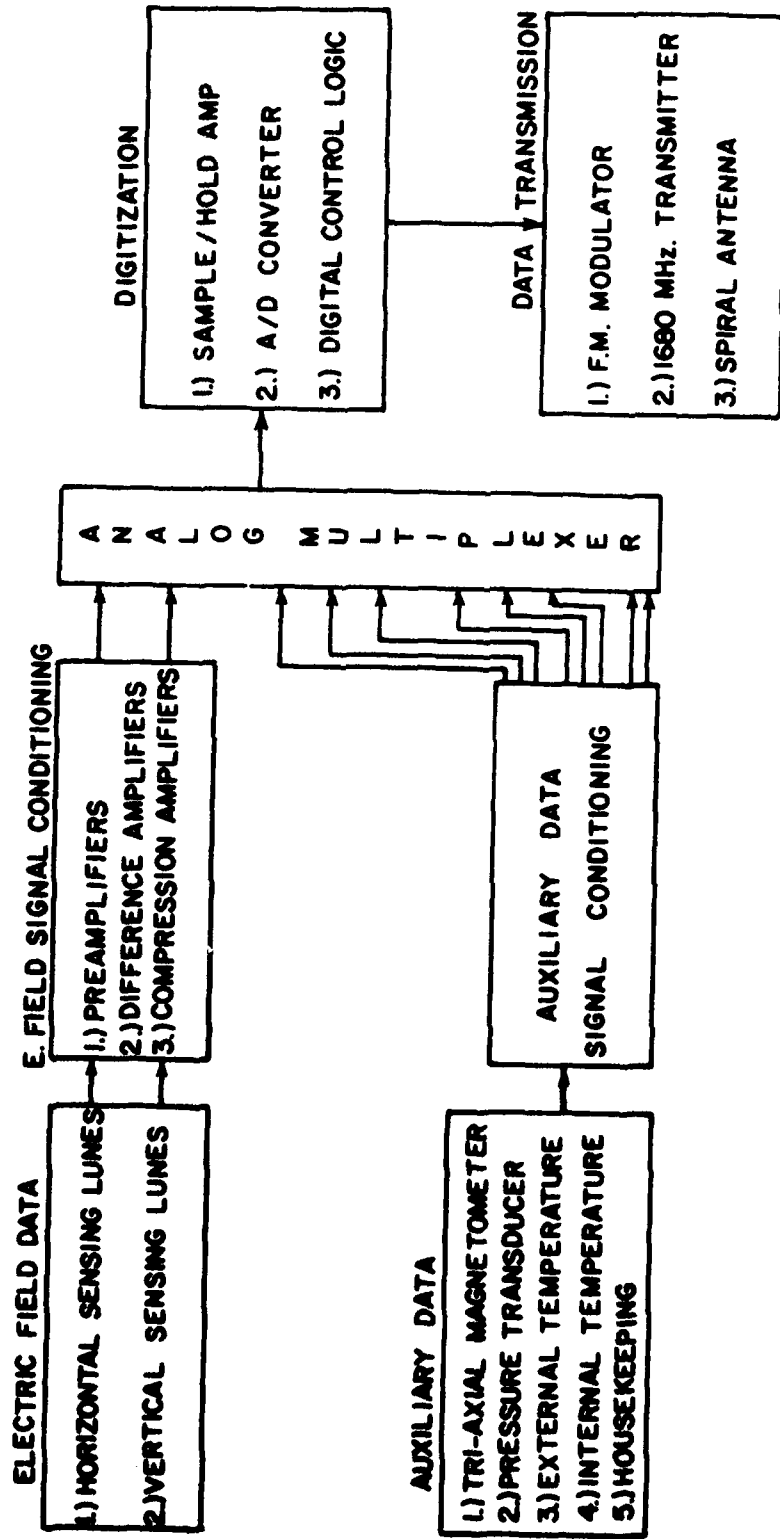 ELECTRIC FIELD DATA
1.) HORIZONTAL SENSING LUNES
2.) VERTICAL SENSING LUNES
E. FIELD SIGNAL CONDITIONING
1.) PREAMPLIFIERS
2.) DIFFERENCE AMPLIFIERS
3.) COMPRESSION AMPLIFIERS
AUXILIARY DATA
1.) TRI-AXIAL MAGNETOMETER
2.) PRESSURE TRANSDUCER
3.) EXTERNAL TEMPERATURE
4.) INTERNAL TEMPERATURE
5.) HOUSEKEEPING
AUXILIARY DATA
SIGNAL CONDITIONING
ANALOG MULTIPLEXER
DIGITIZATION
1.) SAMPLE/HOLD AMP
2.) A/D CONVERTER
3.) DIGITAL CONTROL LOGIC
DATA TRANSMISSION
1.) F.M. MODULATOR
2.) 1680 MHz. TRANSMITTER
3.) SPIRAL ANTENNA